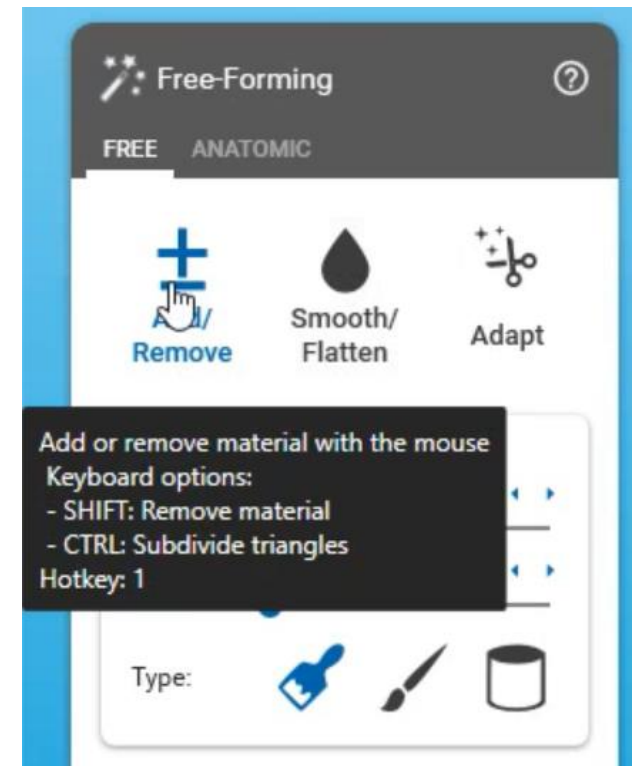 Free-Forming
FREE ANATOMIC
Add/ Smooth/ Adapt
Remove Flatten
Add or remove material with the mouse
Keyboard options:
- SHIFT: Remove material
- CTRL: Subdivide triangles
Hotkey: 1
Type: